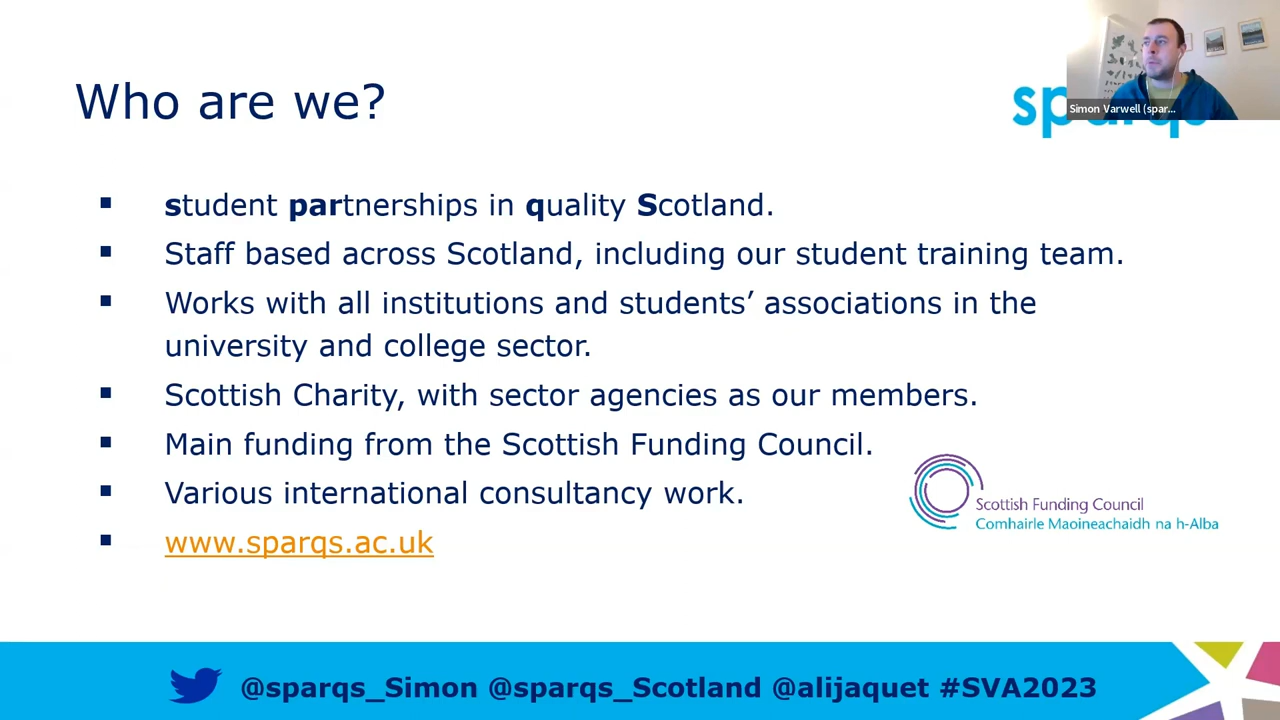 Who are we?
sparqs
Simon Varwell (spar...
▪ student partnerships in quality Scotland.
▪ Staff based across Scotland, including our student training team.
▪ Works with all institutions and students’ associations in the
university and college sector.
▪ Scottish Charity, with sector agencies as our members.
▪ Main funding from the Scottish Funding Council.
▪ Various international consultancy work.
▪ www.sparqs.ac.uk
Scottish Funding Council
Comhairle Maoineachaidh na h-Alba
@sparqs_Simon @sparqs_Scotland @alijaquet #SVA2023